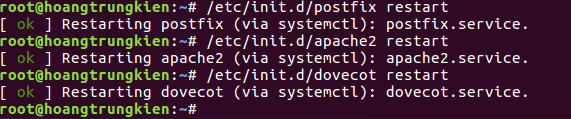 root@hoangtrungkien:~# /etc/init.d/postfix restart
[ ok ] Restarting postfix (via systemctl): postfix.service.
root@hoangtrungkien:~# /etc/init.d/apache2 restart
[ ok ] Restarting apache2 (via systemctl): apache2.service.
root@hoangtrungkien:~# /etc/init.d/dovecot restart
[ ok ] Restarting dovecot (via systemctl): dovecot.service.
root@hoangtrungkien:~#